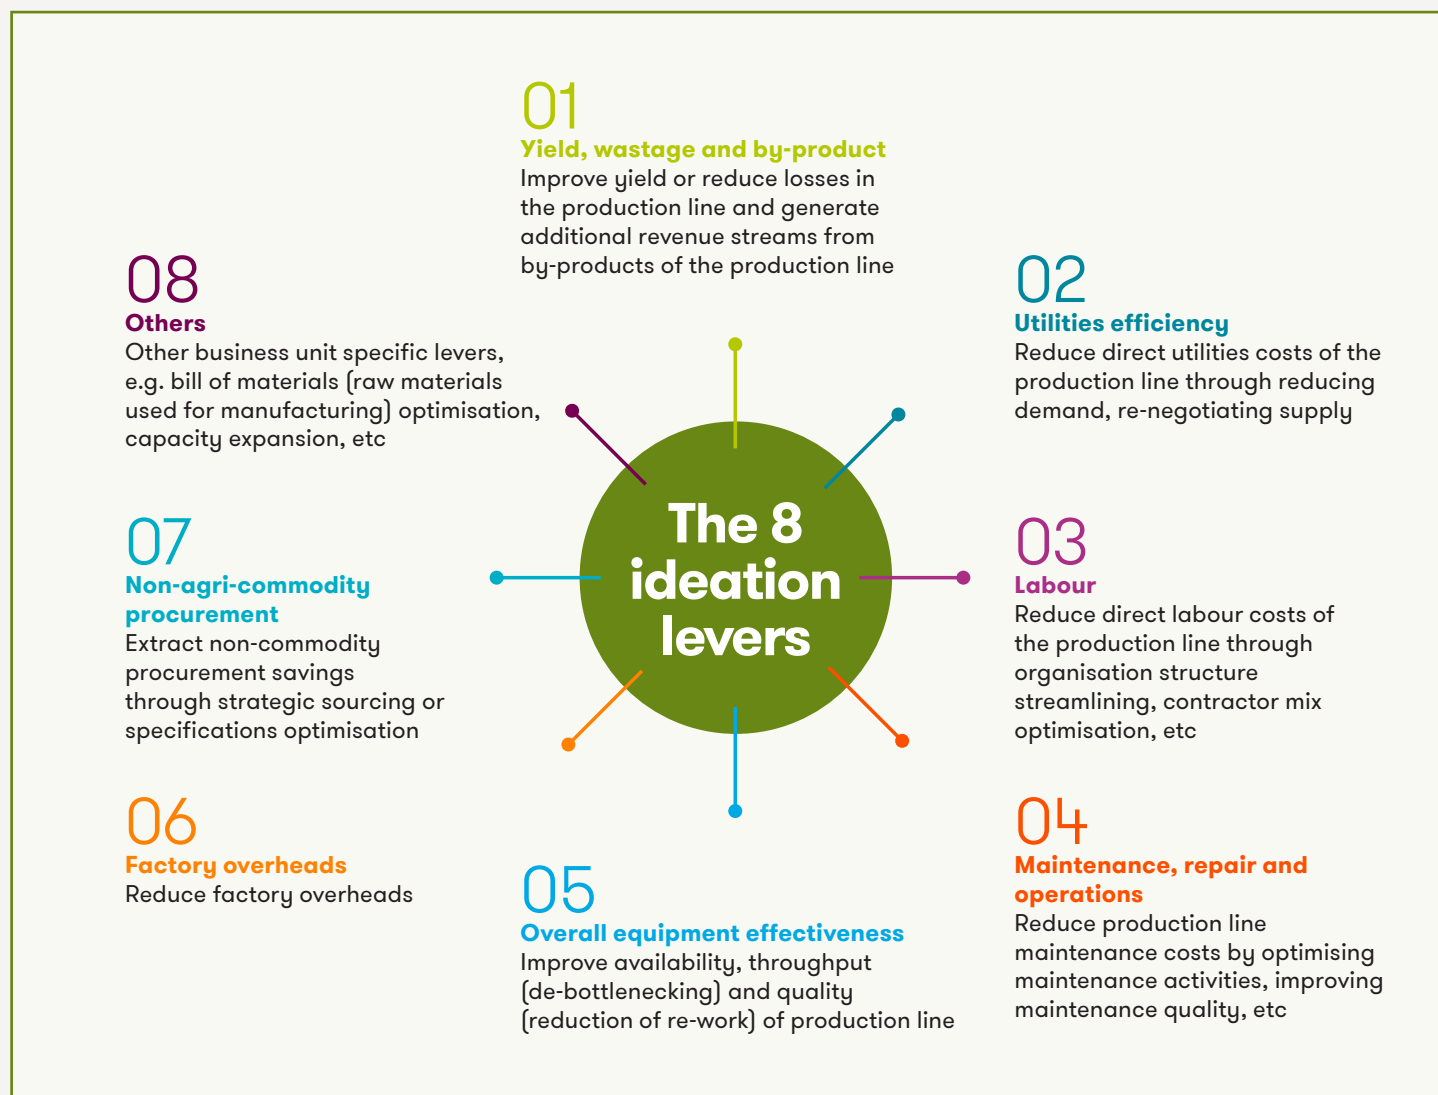 01
Yield, wastage and by-product
Improve yield or reduce losses in
the production line and generate
additional revenue streams from
by-products of the production line
02
Utilities efficiency
Reduce direct utilities costs of the
production line through reducing
demand, re-negotiating supply
03
Labour
Reduce direct labour costs of
the production line through
organisation structure
streamlining, contractor mix
optimisation, etc
04
Maintenance, repair and
operations
Reduce production line
maintenance costs by optimising
maintenance activities, improving
maintenance quality, etc
05
Overall equipment effectiveness
Improve availability, throughput
(de-bottlenecking) and quality
(reduction of re-work) of production line
06
Factory overheads
Reduce factory overheads
07
Non-agri-commodity
procurement
Extract non-commodity
procurement savings
through strategic sourcing or
specifications optimisation
08
Others
Other business unit specific levers,
e.g. bill of materials (raw materials
used for manufacturing) optimisation,
capacity expansion, etc
The 8
ideation
levers